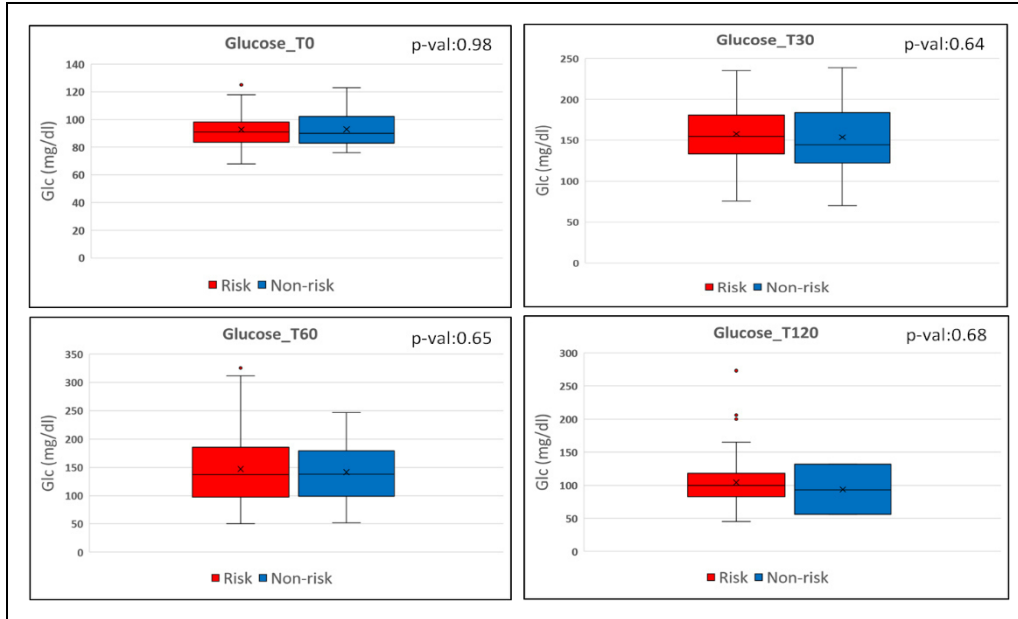 Glucose_T0
p-val:0.98
140
120
100
80
60
40
20
0
Glc (mg/dl)
Risk Non-risk
Glucose_T30
p-val:0.64
250
200
150
100
50
0
Glc (mg/dl)
Risk Non-risk
Glucose_T60
p-val:0.65
350
300
250
200
150
100
50
0
Glc (mg/dl)
Risk Non-risk
Glucose_T120
p-val:0.68
300
250
200
150
100
50
0
Glc (mg/dl)
Risk Non-risk